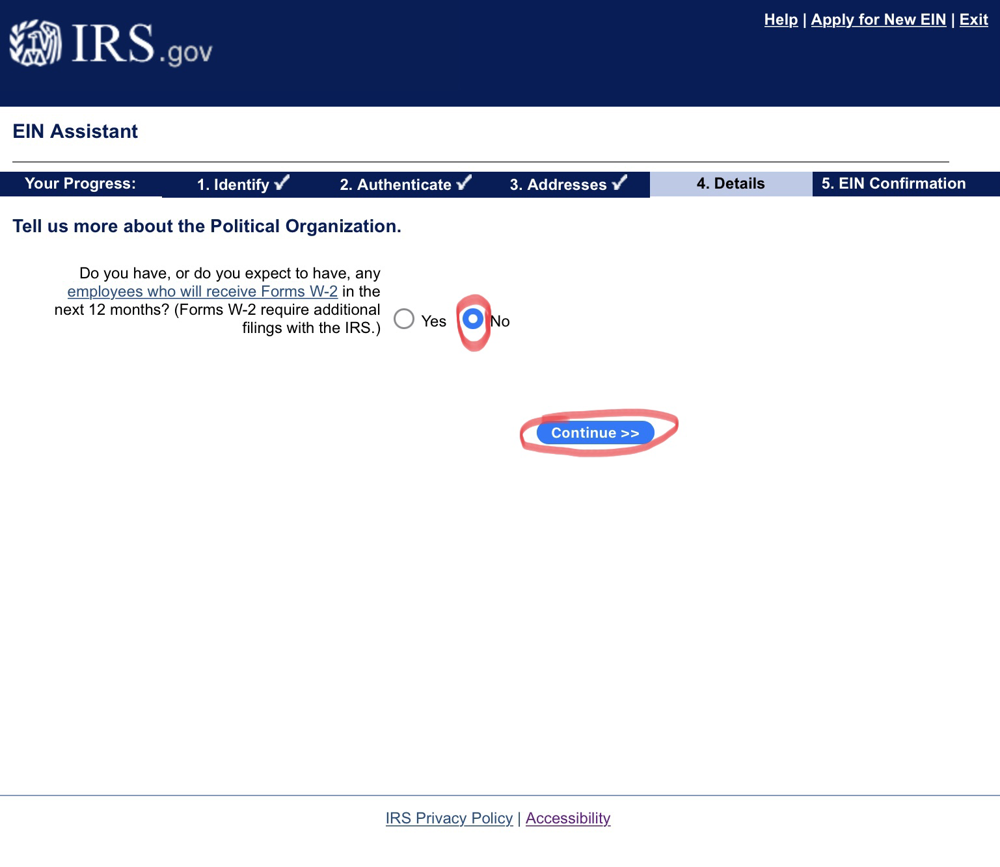 Help | Apply for New EIN | Exit
IRS.gov
EIN Assistant
Your Progress: 1. Identify ✓ 2. Authenticate ✓ 3. Addresses ✓ 4. Details 5. EIN Confirmation
Tell us more about the Political Organization.
Do you have, or do you expect to have, any
employees who will receive Forms W-2 in the
next 12 months? (Forms W-2 require additional
filings with the IRS.)
Yes No
Continue >>
IRS Privacy Policy | Accessibility